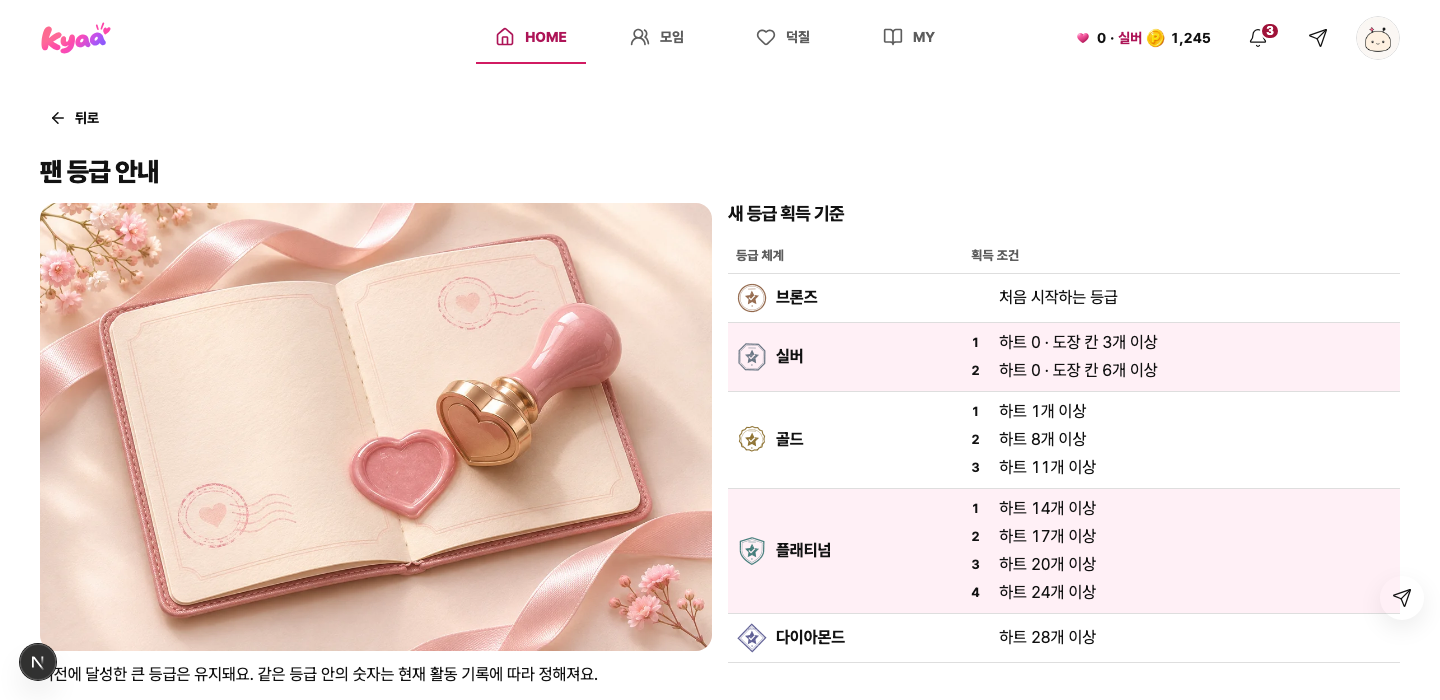 kyaa
HOME
모임
덕질
MY
0 · 실버 1,245
3
뒤로
팬 등급 안내
새 등급 획득 기준
등급 체계 획득 조건
브론즈 처음 시작하는 등급
실버
1 하트 0 · 도장 칸 3개 이상
2 하트 0 · 도장 칸 6개 이상
골드
1 하트 1개 이상
2 하트 8개 이상
3 하트 11개 이상
플래티넘
1 하트 14개 이상
2 하트 17개 이상
3 하트 20개 이상
4 하트 24개 이상
다이아몬드 하트 28개 이상
N
전에 달성한 큰 등급은 유지돼요. 같은 등급 안의 숫자는 현재 활동 기록에 따라 정해져요.